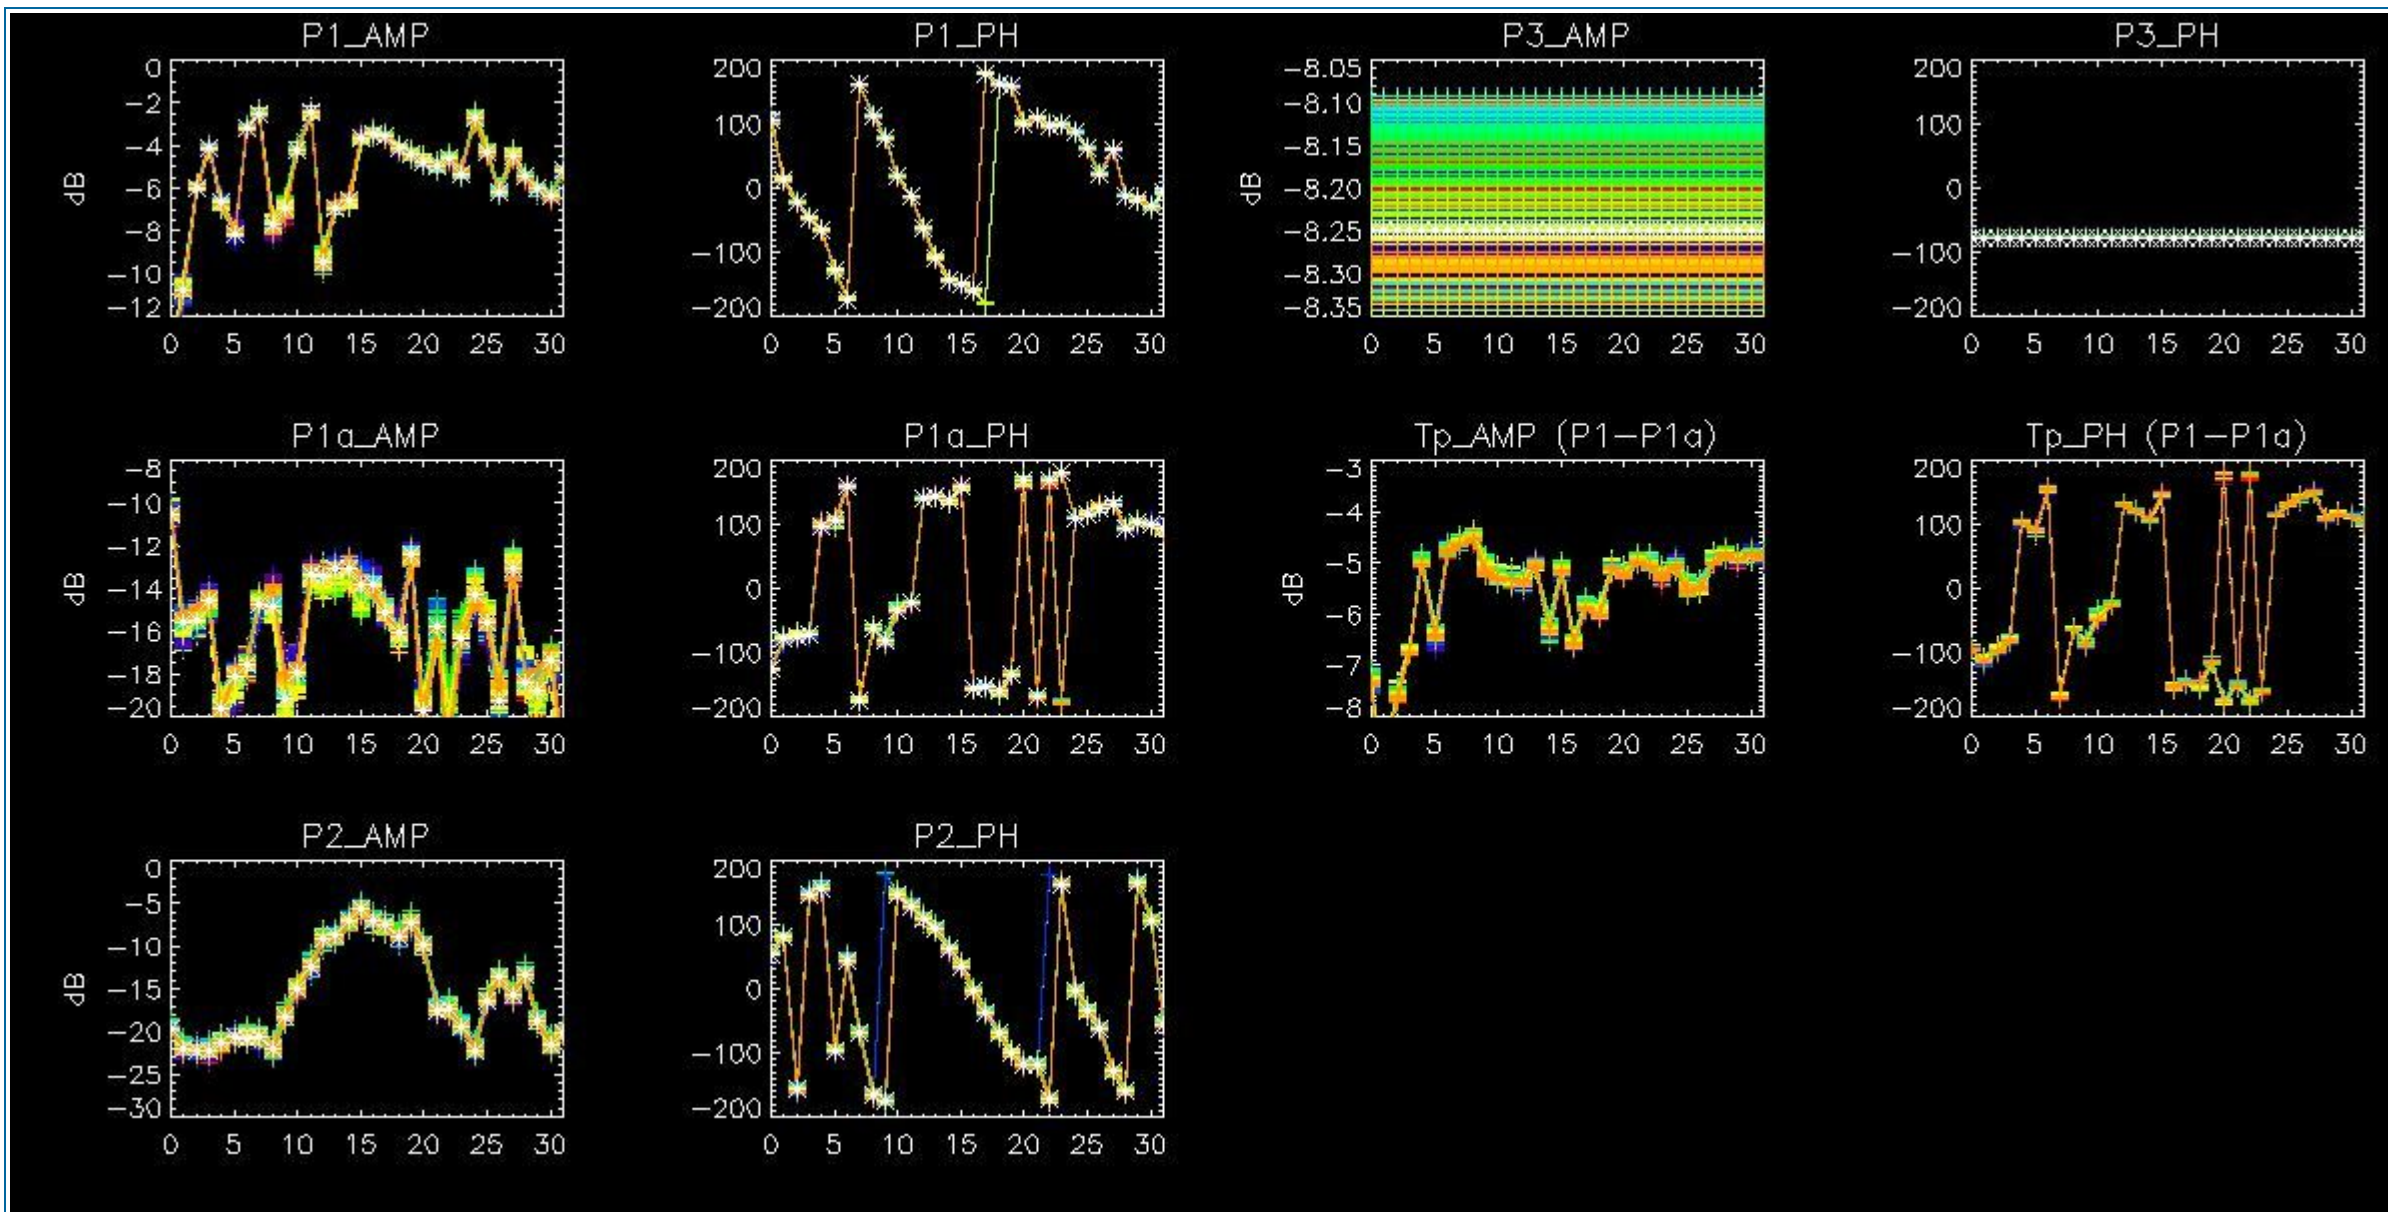 P1_AMP
0
−2
−4
−6
−8
−10
−12
dB
0 5 10 15 20 25 30
P1_PH
200
100
0
−100
−200
0 5 10 15 20 25 30
P3_AMP
−8.05
−8.10
−8.15
−8.20
−8.25
−8.30
−8.35
dB
0 5 10 15 20 25 30
P3_PH
200
100
0
−100
−200
0 5 10 15 20 25 30
P1a_AMP
−8
−10
−12
−14
−16
−18
−20
dB
0 5 10 15 20 25 30
P1a_PH
200
100
0
−100
−200
0 5 10 15 20 25 30
Tp_AMP (P1−P1a)
−3
−4
−5
−6
−7
−8
dB
0 5 10 15 20 25 30
Tp_PH (P1−P1a)
200
100
0
−100
−200
0 5 10 15 20 25 30
P2_AMP
0
−5
−10
−15
−20
−25
−30
dB
0 5 10 15 20 25 30
P2_PH
200
100
0
−100
−200
0 5 10 15 20 25 30